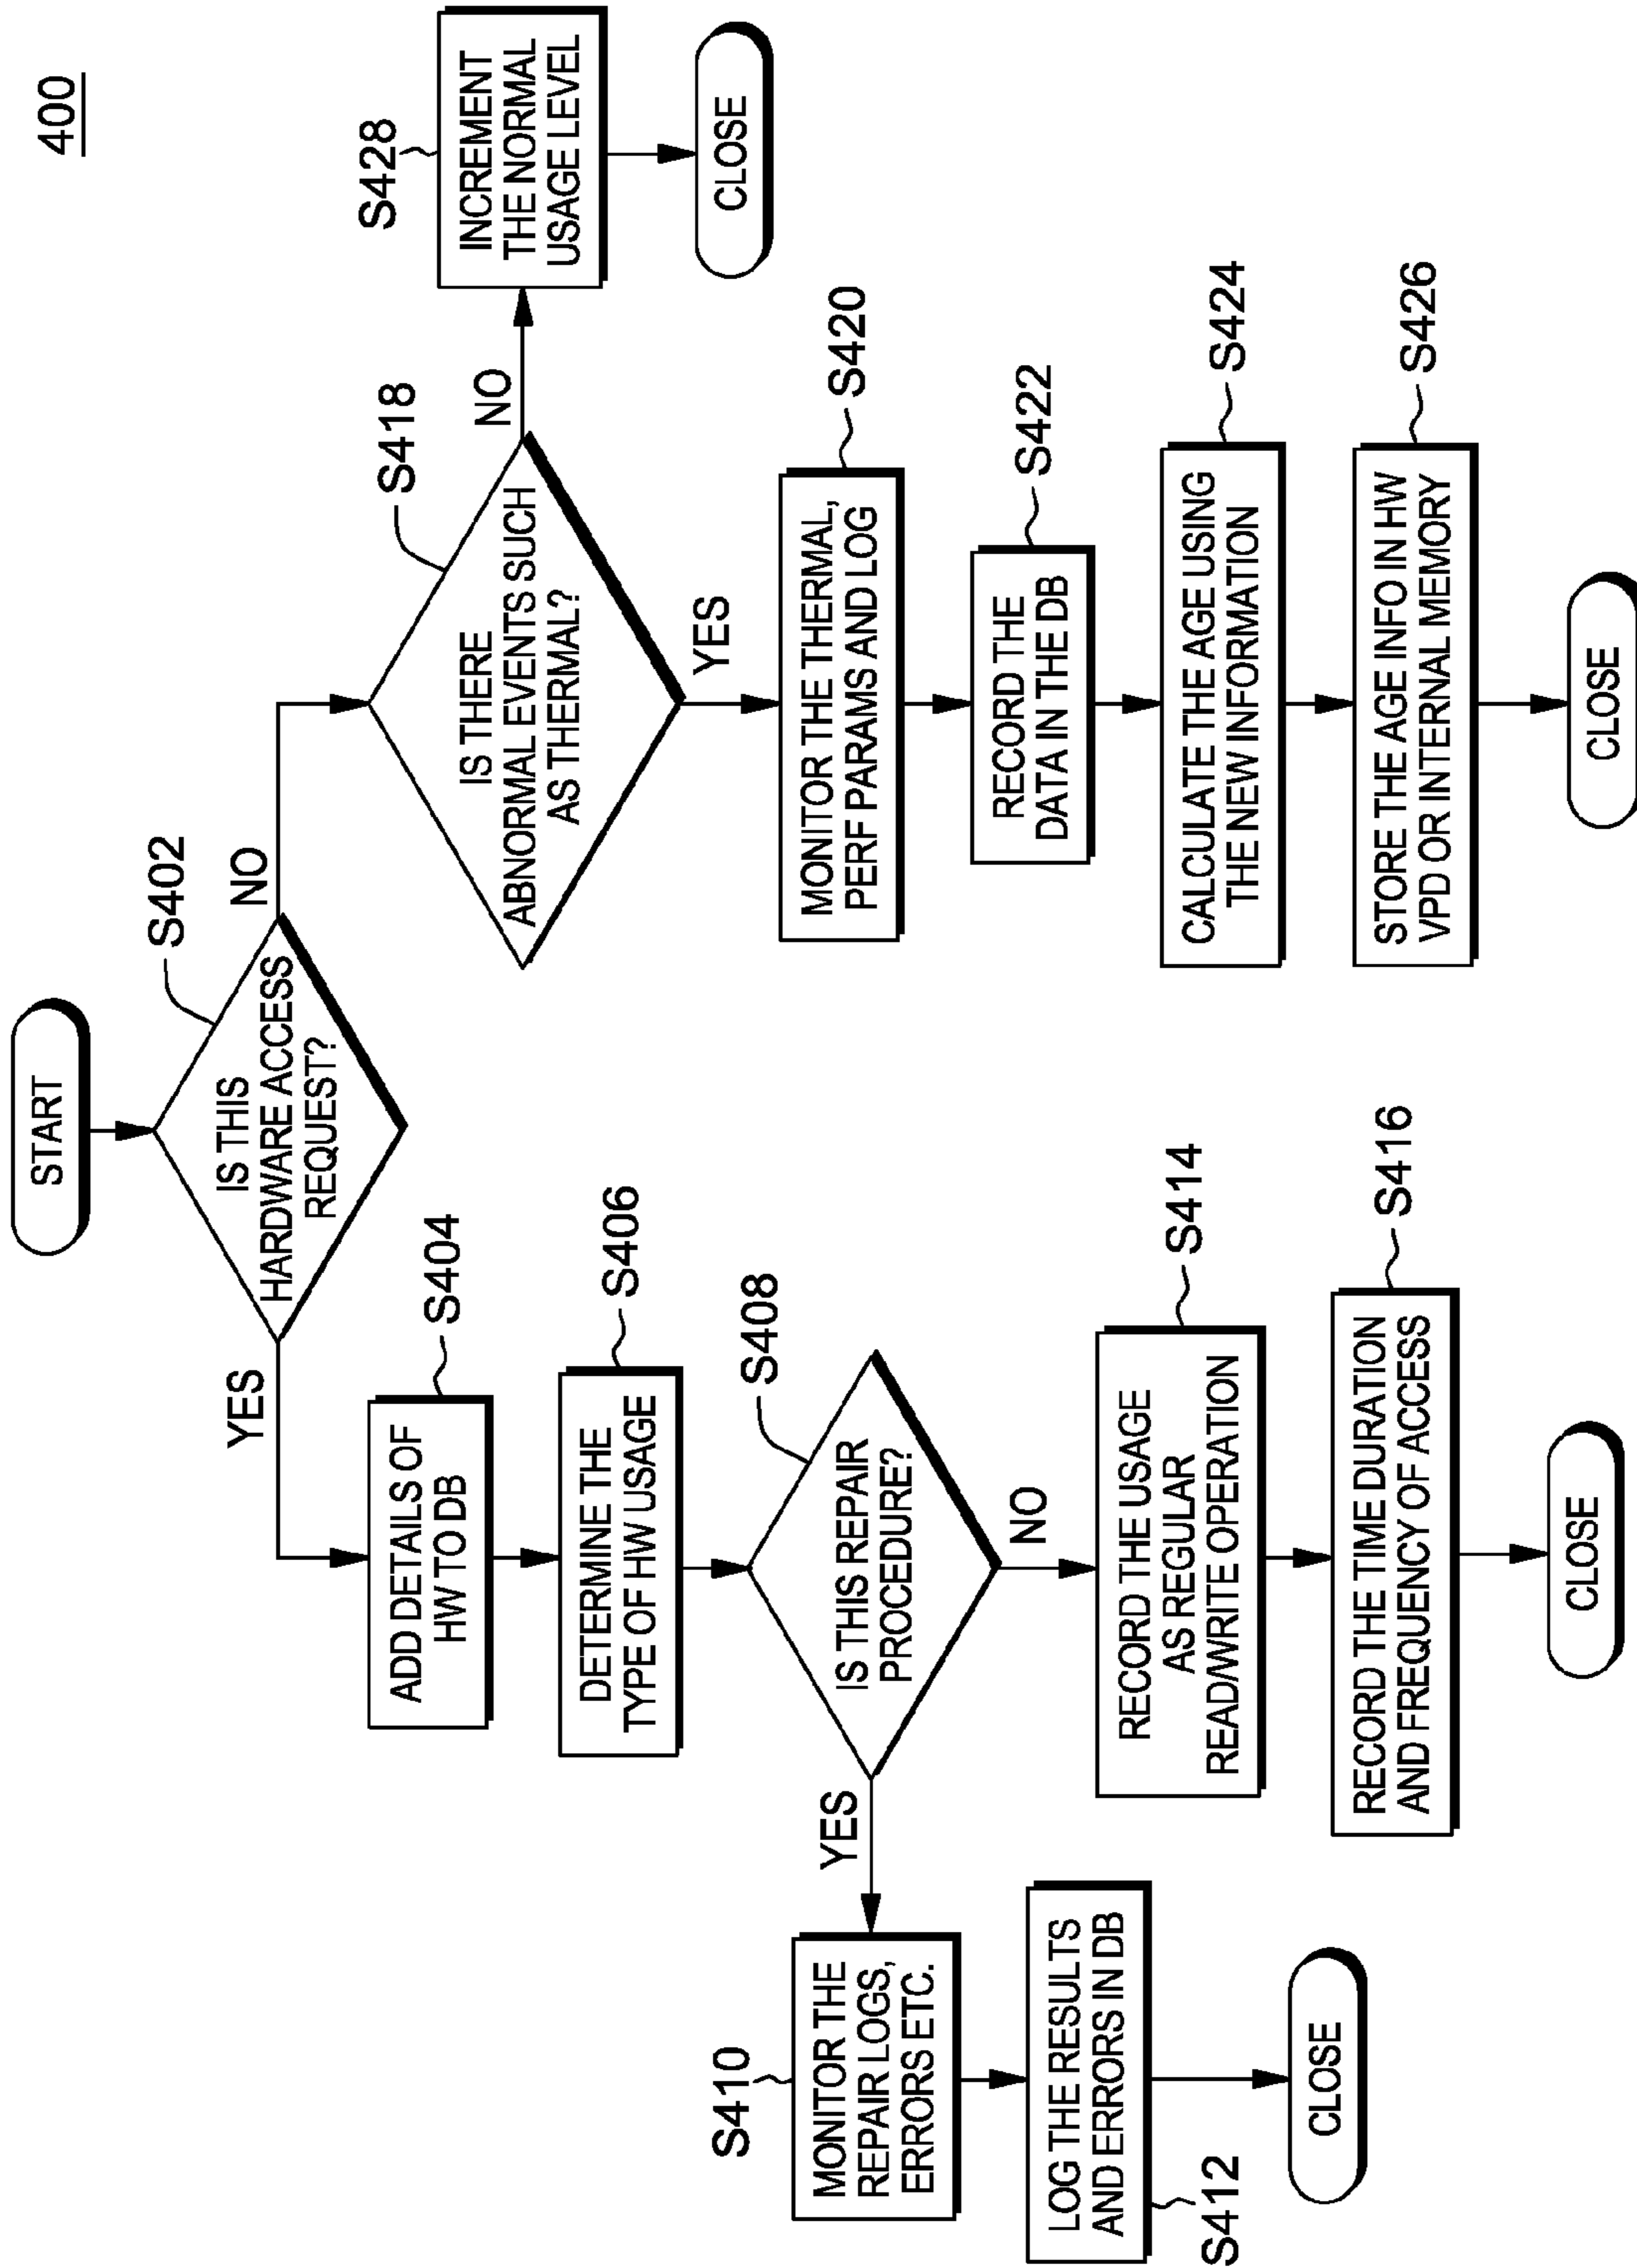 400
START
IS THIS
HARDWARE ACCESS
REQUEST?
S402
YES
NO
ADD DETAILS OF
HW TO DB
S404
DETERMINE THE
TYPE OF HW USAGE
S406
IS THIS REPAIR
PROCEDURE?
S408
YES
NO
S410
MONITOR THE
REPAIR LOGS,
ERRORS ETC.
LOG THE RESULTS
AND ERRORS IN DB
S412
CLOSE
RECORD THE USAGE
AS REGULAR
READ/WRITE OPERATION
S414
RECORD THE TIME DURATION
AND FREQUENCY OF ACCESS
S416
CLOSE
IS THERE
ABNORMAL EVENTS SUCH
AS THERMAL?
S418
NO
YES
S428
INCREMENT
THE NORMAL
USAGE LEVEL
CLOSE
MONITOR THE THERMAL,
PERF PARAMS AND LOG
S420
RECORD THE
DATA IN THE DB
S422
CALCULATE THE AGE USING
THE NEW INFORMATION
S424
STORE THE AGE INFO IN HW
VPD OR INTERNAL MEMORY
S426
CLOSE